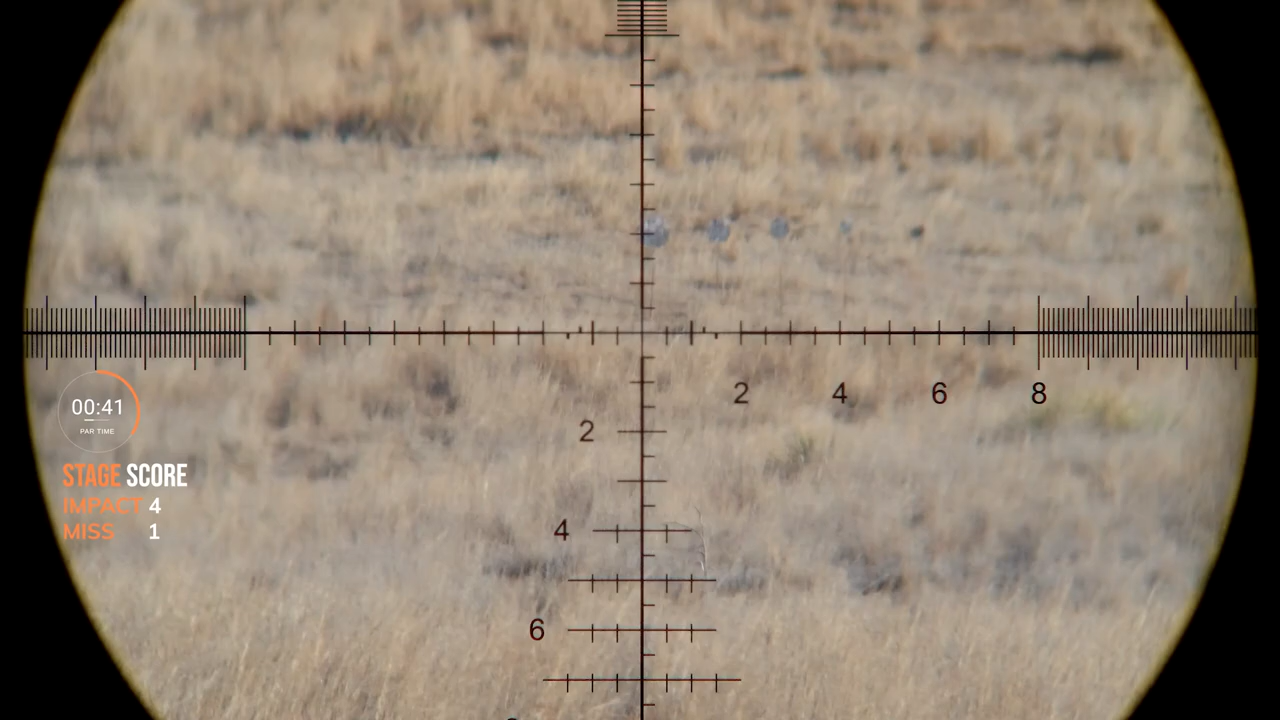 2 4 6 8
2
00:41
PAR TIME
STAGE SCORE
IMPACT 4
MISS 1
4
6